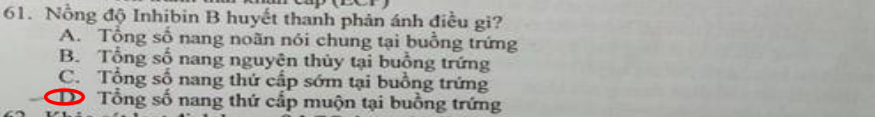 61. Nồng độ Inhibin B huyết thanh phản ánh điều gì?
A. Tổng số nang noãn nói chung tại buồng trứng
B. Tổng số nang nguyên thủy tại buồng trứng
C. Tổng số nang thứ cấp sớm tại buồng trứng
D. Tổng số nang thứ cấp muộn tại buồng trứng